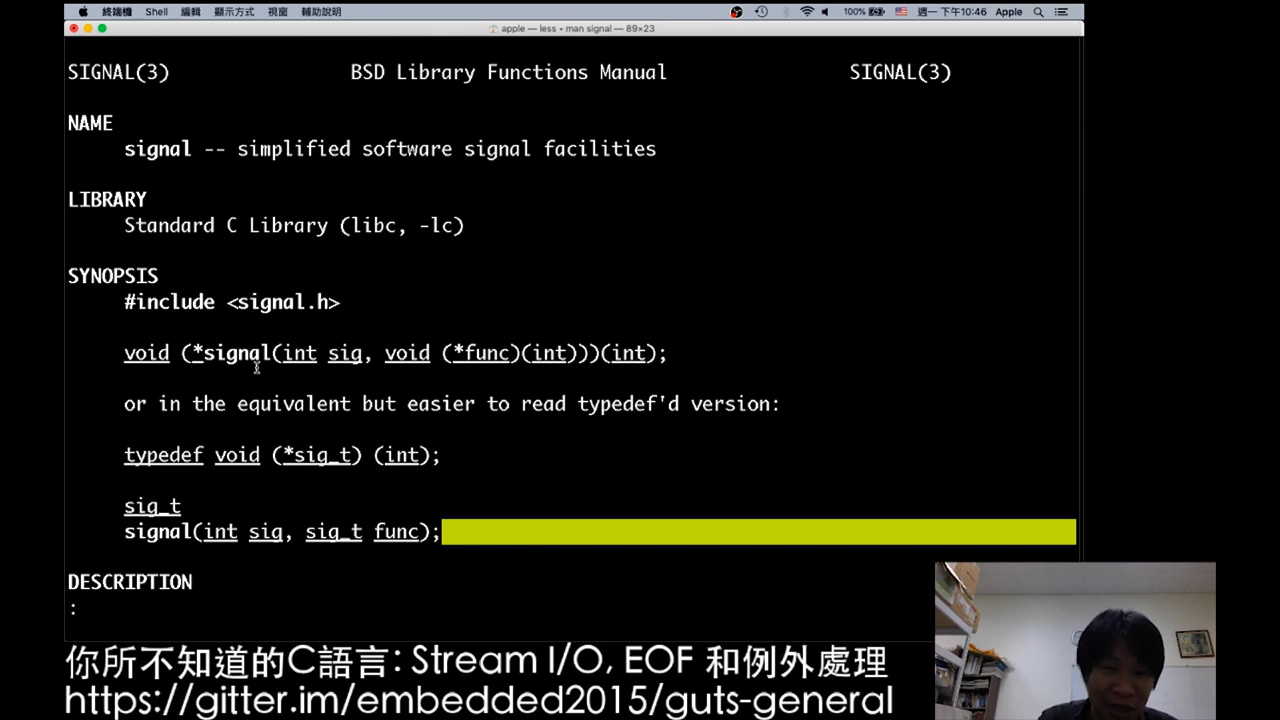 終端機 Shell 編輯 顯示方式 視窗 輔助說明 100% 週一 下午10:46 Apple
apple — less • man signal — 89×23
SIGNAL(3) BSD Library Functions Manual SIGNAL(3)
NAME
signal -- simplified software signal facilities
LIBRARY
Standard C Library (libc, -lc)
SYNOPSIS
#include <signal.h>
void (*signal(int sig, void (*func)(int)))(int);
or in the equivalent but easier to read typedef'd version:
typedef void (*sig_t) (int);
sig_t
signal(int sig, sig_t func);
DESCRIPTION
:
你所不知道的C語言: Stream I/O, EOF 和例外處理
https://gitter.im/embedded2015/guts-general